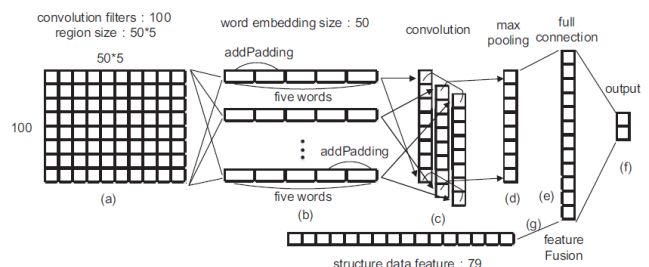 convolution filters : 100
region size : 50*5
word embedding size : 50
convolution
max
pooling
full
connection
50*5
addPadding
output
five words
100
addPadding
five words
(a)
(b)
(c)
(d)
(e)
(f)
(g)
feature
Fusion
structure data feature : 79